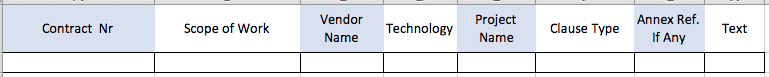 Contract Nr
Scope of Work
Vendor
Name
Technology
Project
Name
Clause Type
Annex Ref.
If Any
Text